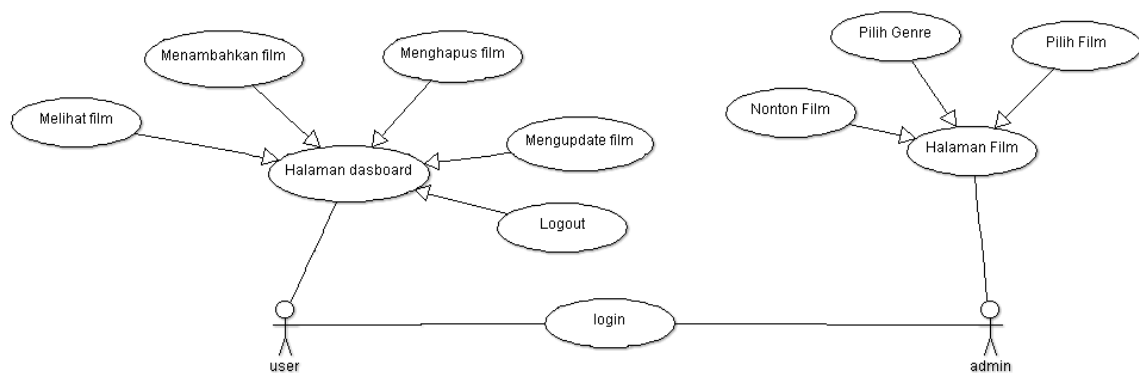 Menambahkan film
Menghapus film
Pilih Genre
Pilih Film
Melihat film
Nonton Film
Mengupdate film
Halaman dasboard
Halaman Film
Logout
login
user
admin